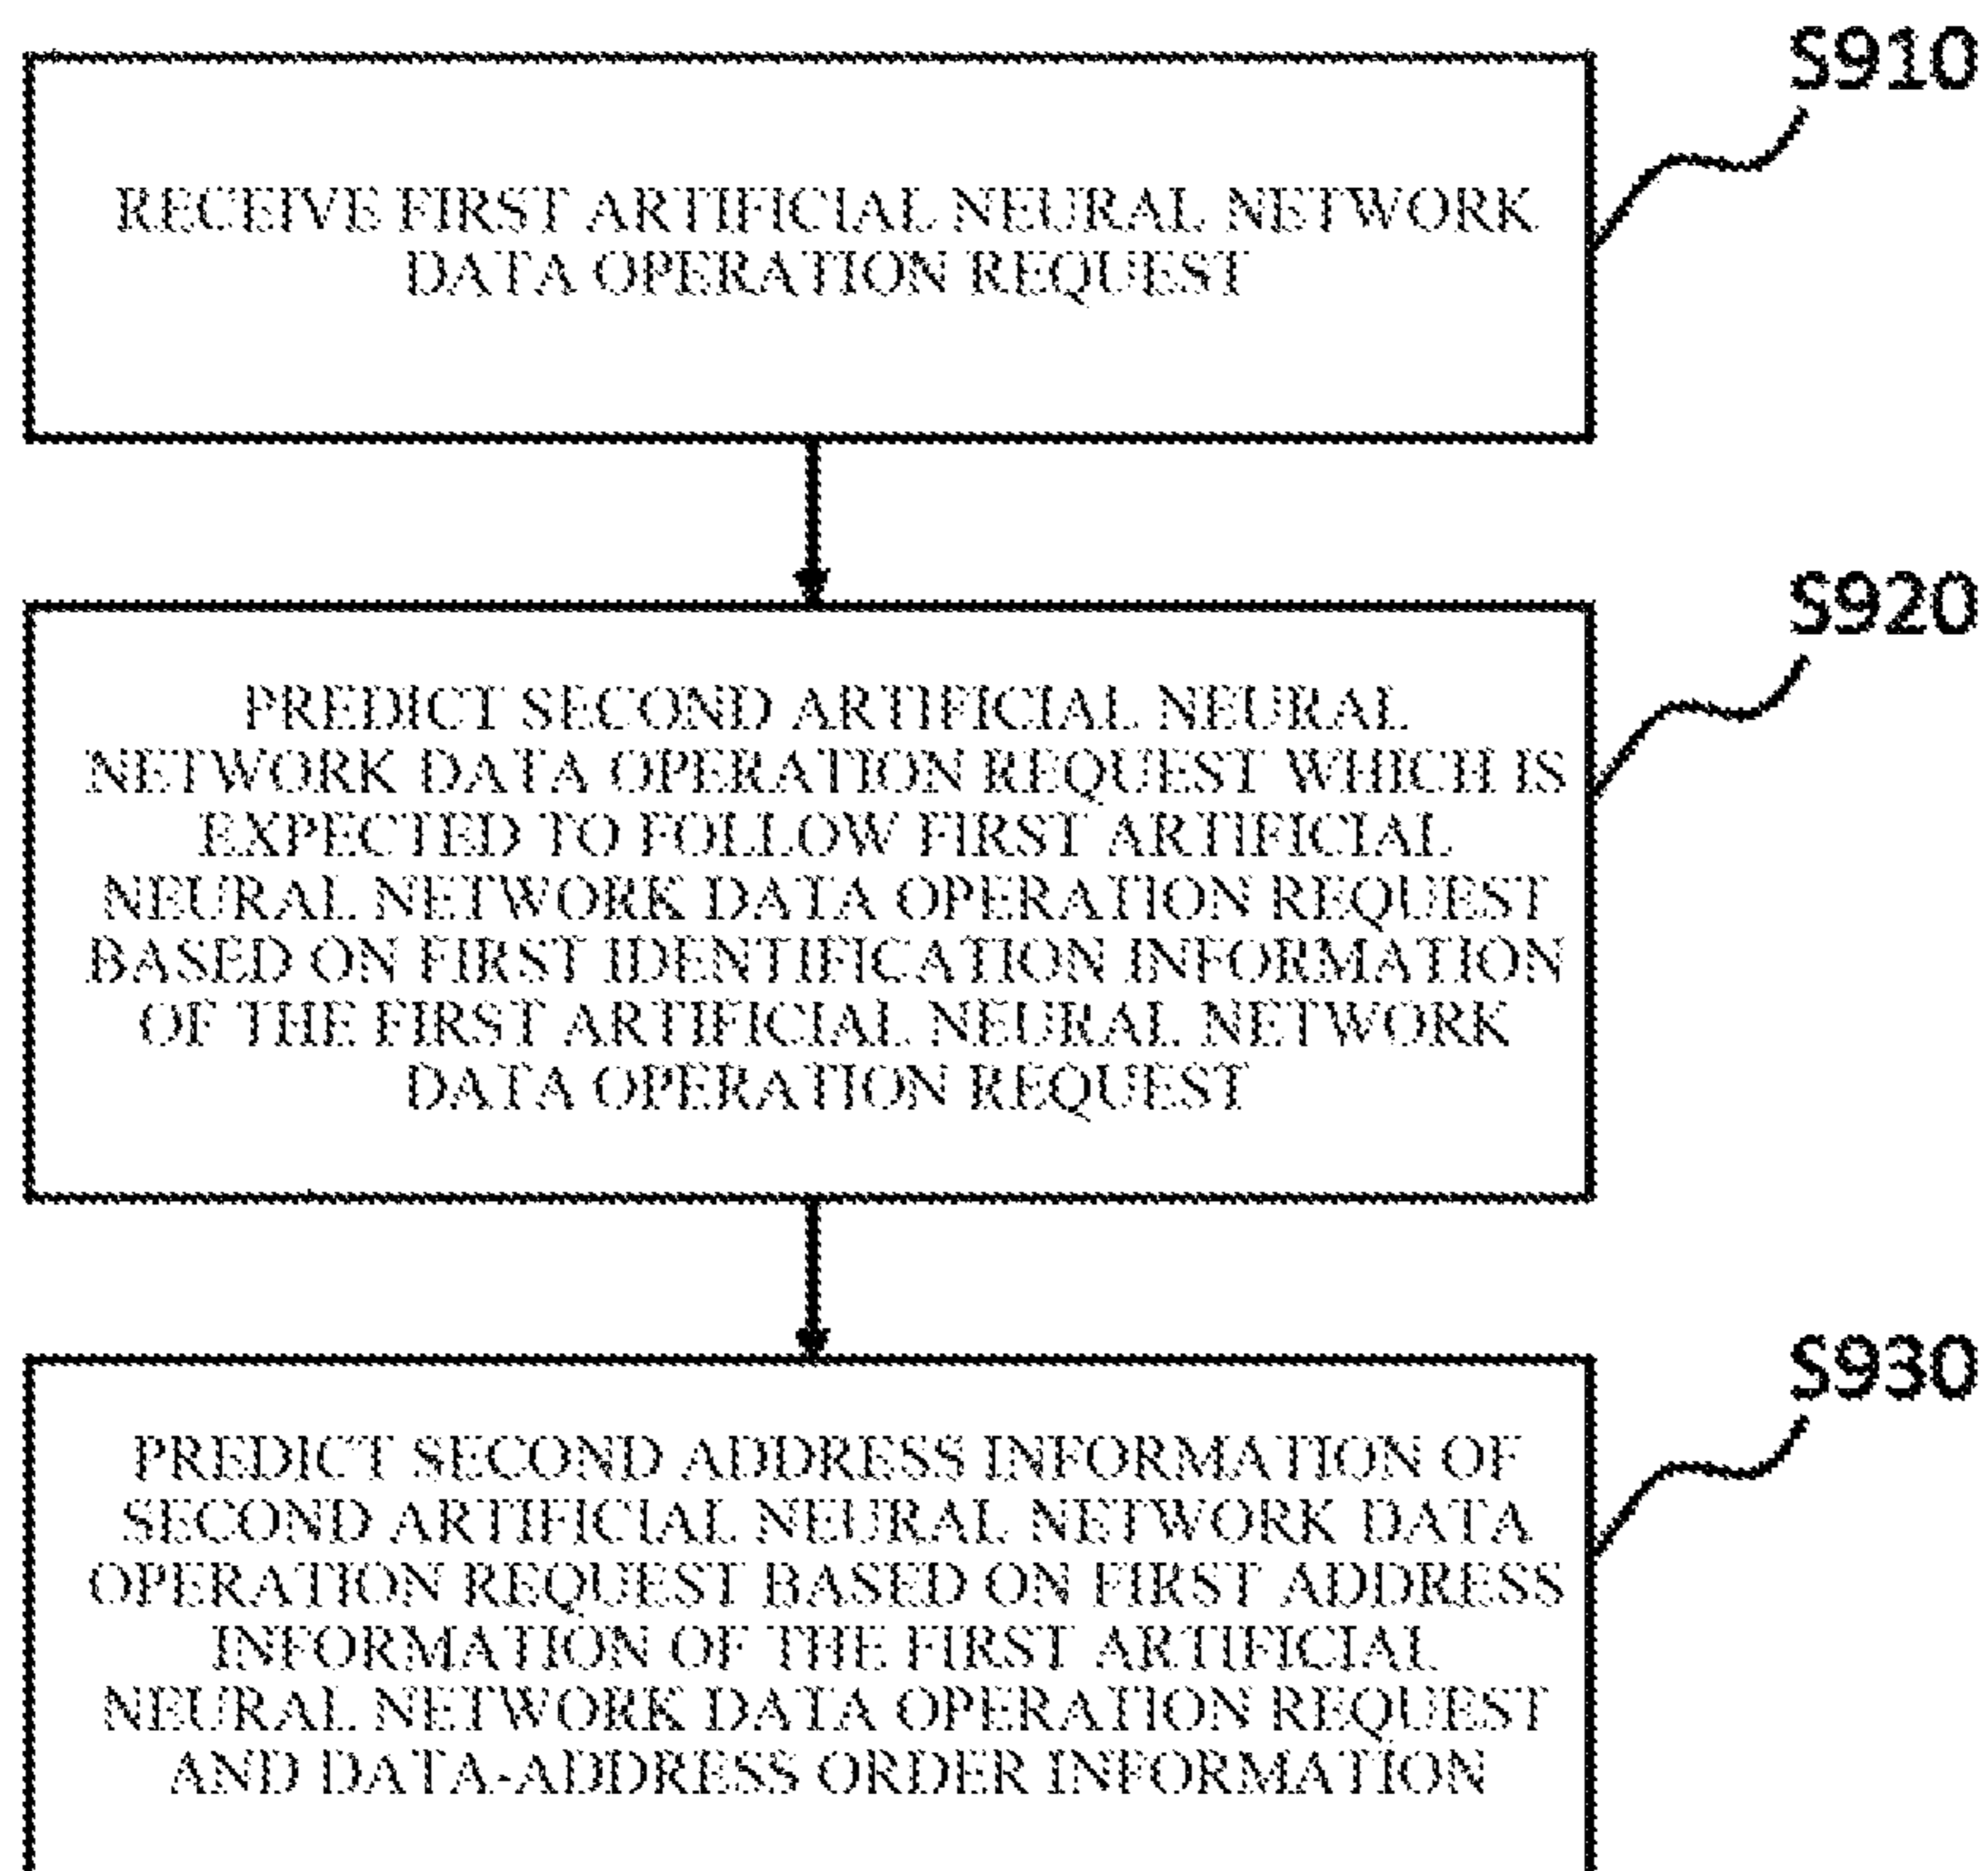 S910
RECEIVE FIRST ARTIFICIAL NEURAL NETWORK
DATA OPERATION REQUEST
S920
PREDICT SECOND ARTIFICIAL NEURAL
NETWORK DATA OPERATION REQUEST WHICH IS
EXPECTED TO FOLLOW FIRST ARTIFICIAL
NEURAL NETWORK DATA OPERATION REQUEST
BASED ON FIRST IDENTIFICATION INFORMATION
OF THE FIRST ARTIFICIAL NEURAL NETWORK
DATA OPERATION REQUEST
S930
PREDICT SECOND ADDRESS INFORMATION OF
SECOND ARTIFICIAL NEURAL NETWORK DATA
OPERATION REQUEST BASED ON FIRST ADDRESS
INFORMATION OF THE FIRST ARTIFICIAL
NEURAL NETWORK DATA OPERATION REQUEST
AND DATA-ADDRESS ORDER INFORMATION